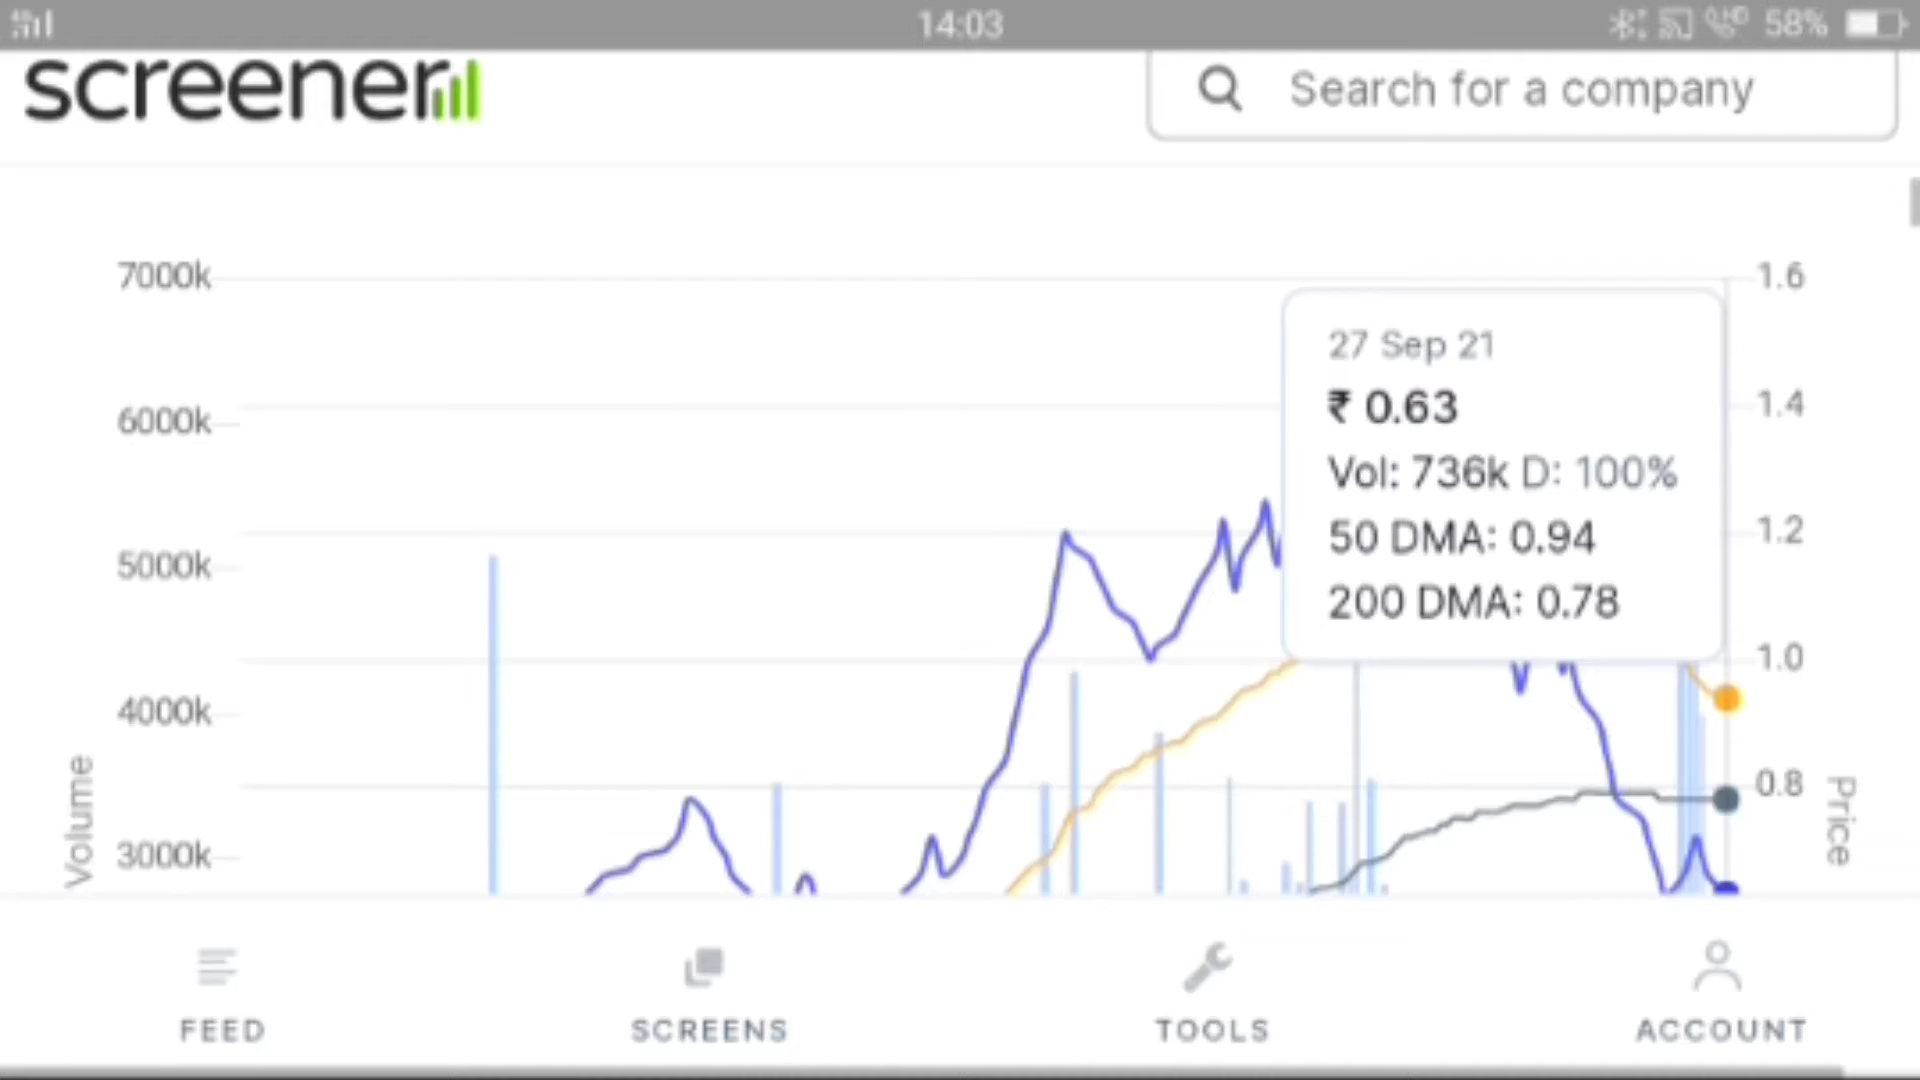 14:03
58%
screener
Search for a company
7000k
6000k
5000k
4000k
3000k
Volume
1.6
1.4
1.2
1.0
0.8
Price
27 Sep 21
₹ 0.63
Vol: 736k D: 100%
50 DMA: 0.94
200 DMA: 0.78
FEED
SCREENS
TOOLS
ACCOUNT